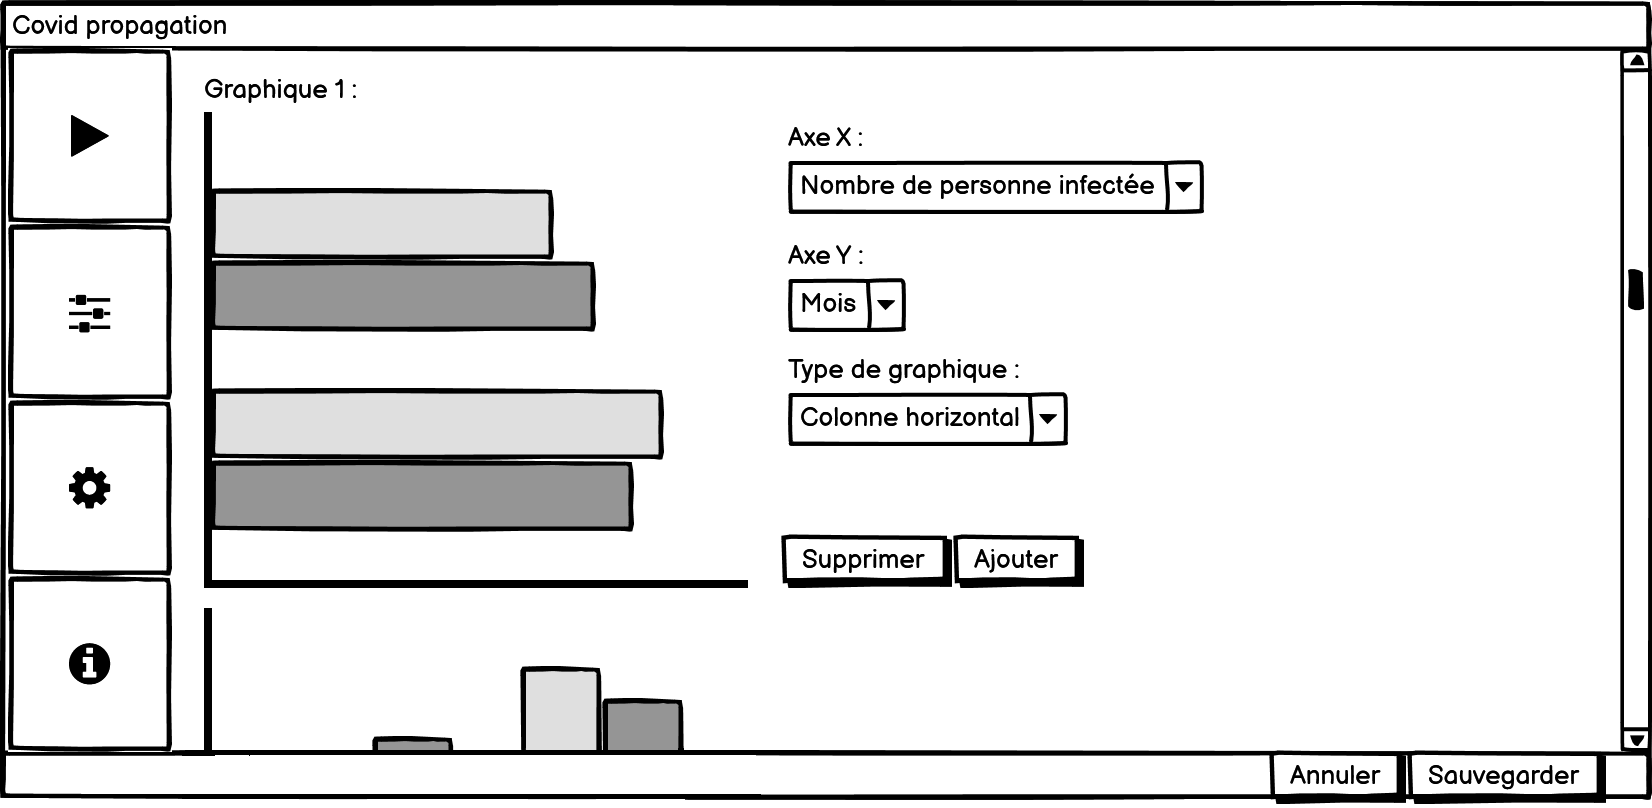 Covid propagation
Graphique 1 :
Axe X :
Nombre de personne infectée
Axe Y :
Mois
Type de graphique :
Colonne horizontal
Supprimer
Ajouter
Annuler
Sauvegarder